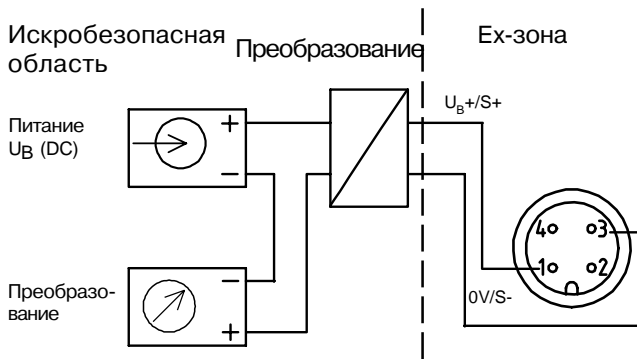 Искробезопасная
область
Преобразование
Ex-зона
Питание
UB (DC)
+
−
UB+/S+
4
3
1
2
Преобразо-
вание
−
+
0V/S-